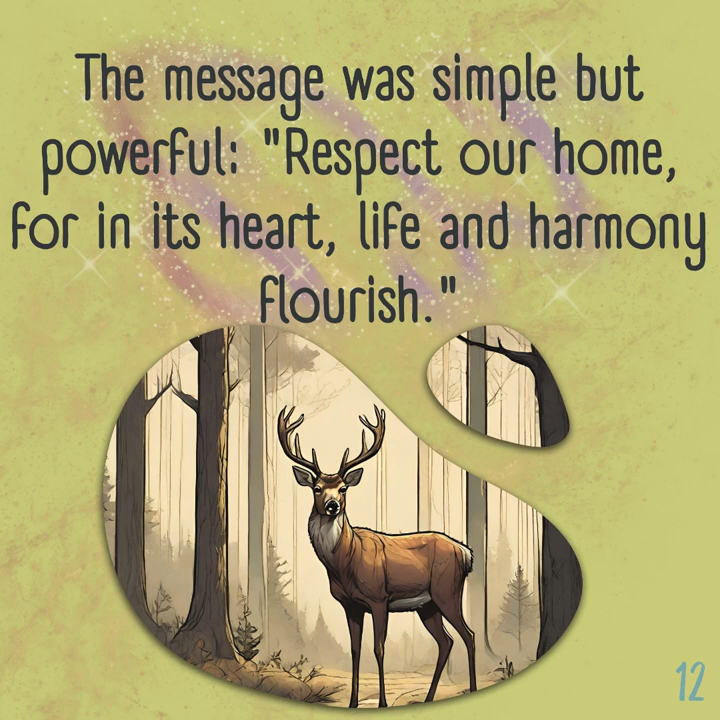 The message was simple but
powerful: "Respect our home,
for in its heart, life and harmony
flourish."
12